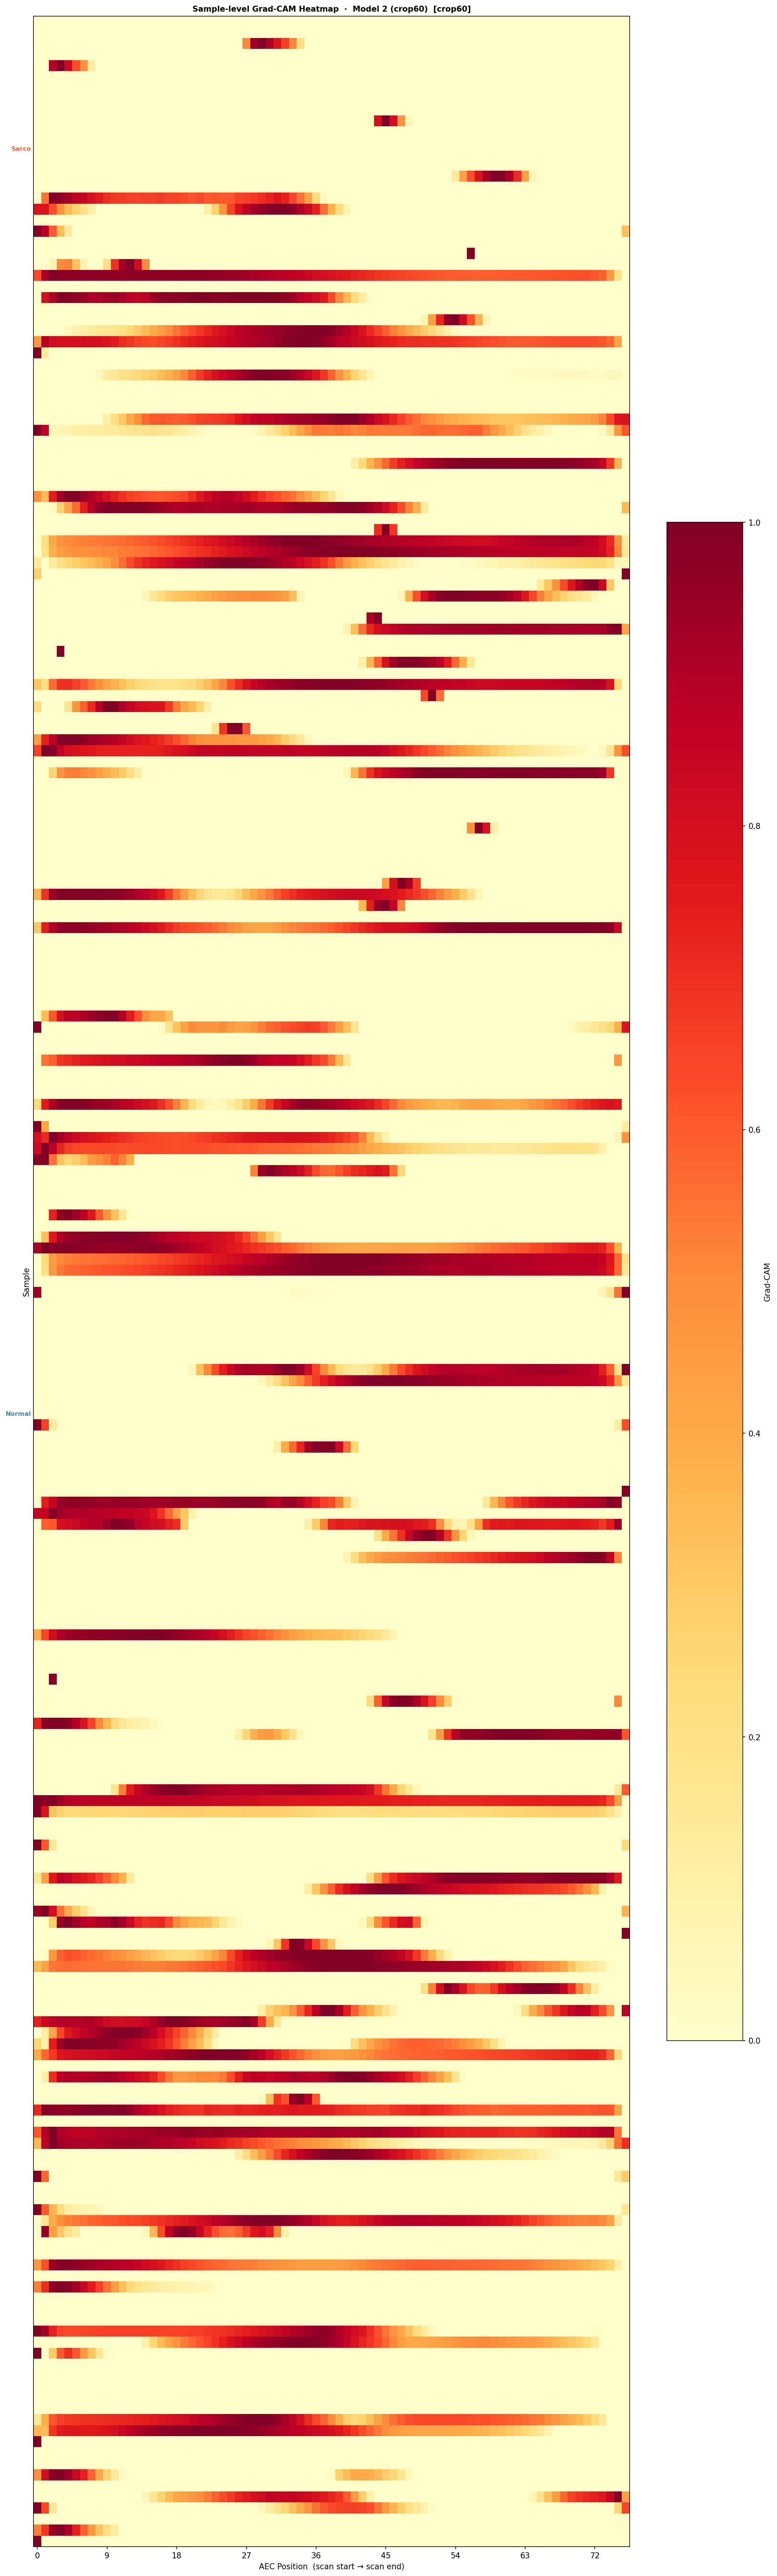 Sample-level Grad-CAM Heatmap · Model 2 (crop60) [crop60]
Sarco
Normal
Sample
0 9 18 27 36 45 54 63 72
AEC Position (scan start → scan end)
1.0
0.8
0.6
0.4
0.2
0.0
Grad-CAM